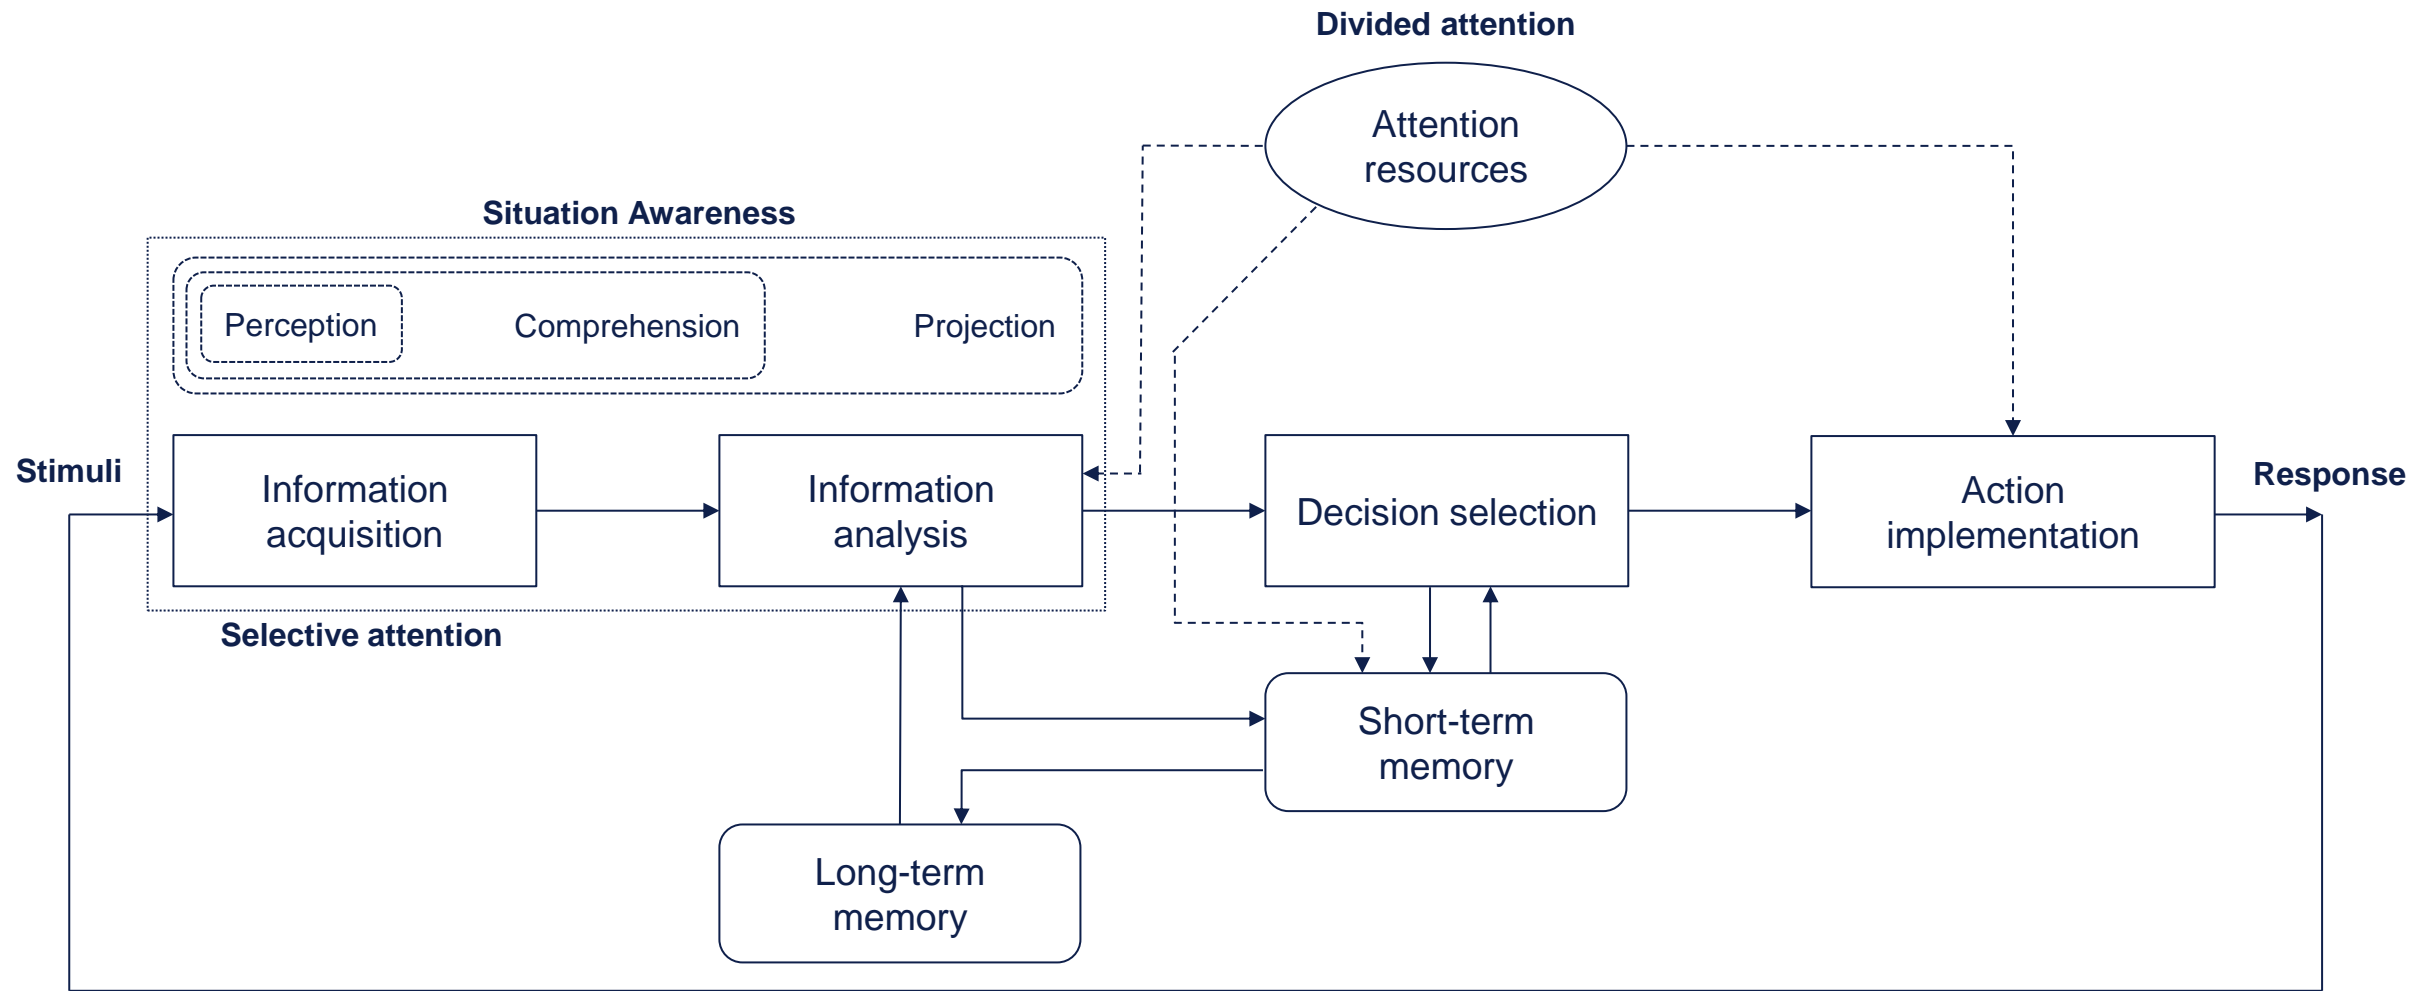 Divided attention
Attention
resources
Situation Awareness
Perception
Comprehension
Projection
Stimuli
Information
acquisition
Information
analysis
Decision selection
Action
implementation
Response
Selective attention
Short-term
memory
Long-term
memory